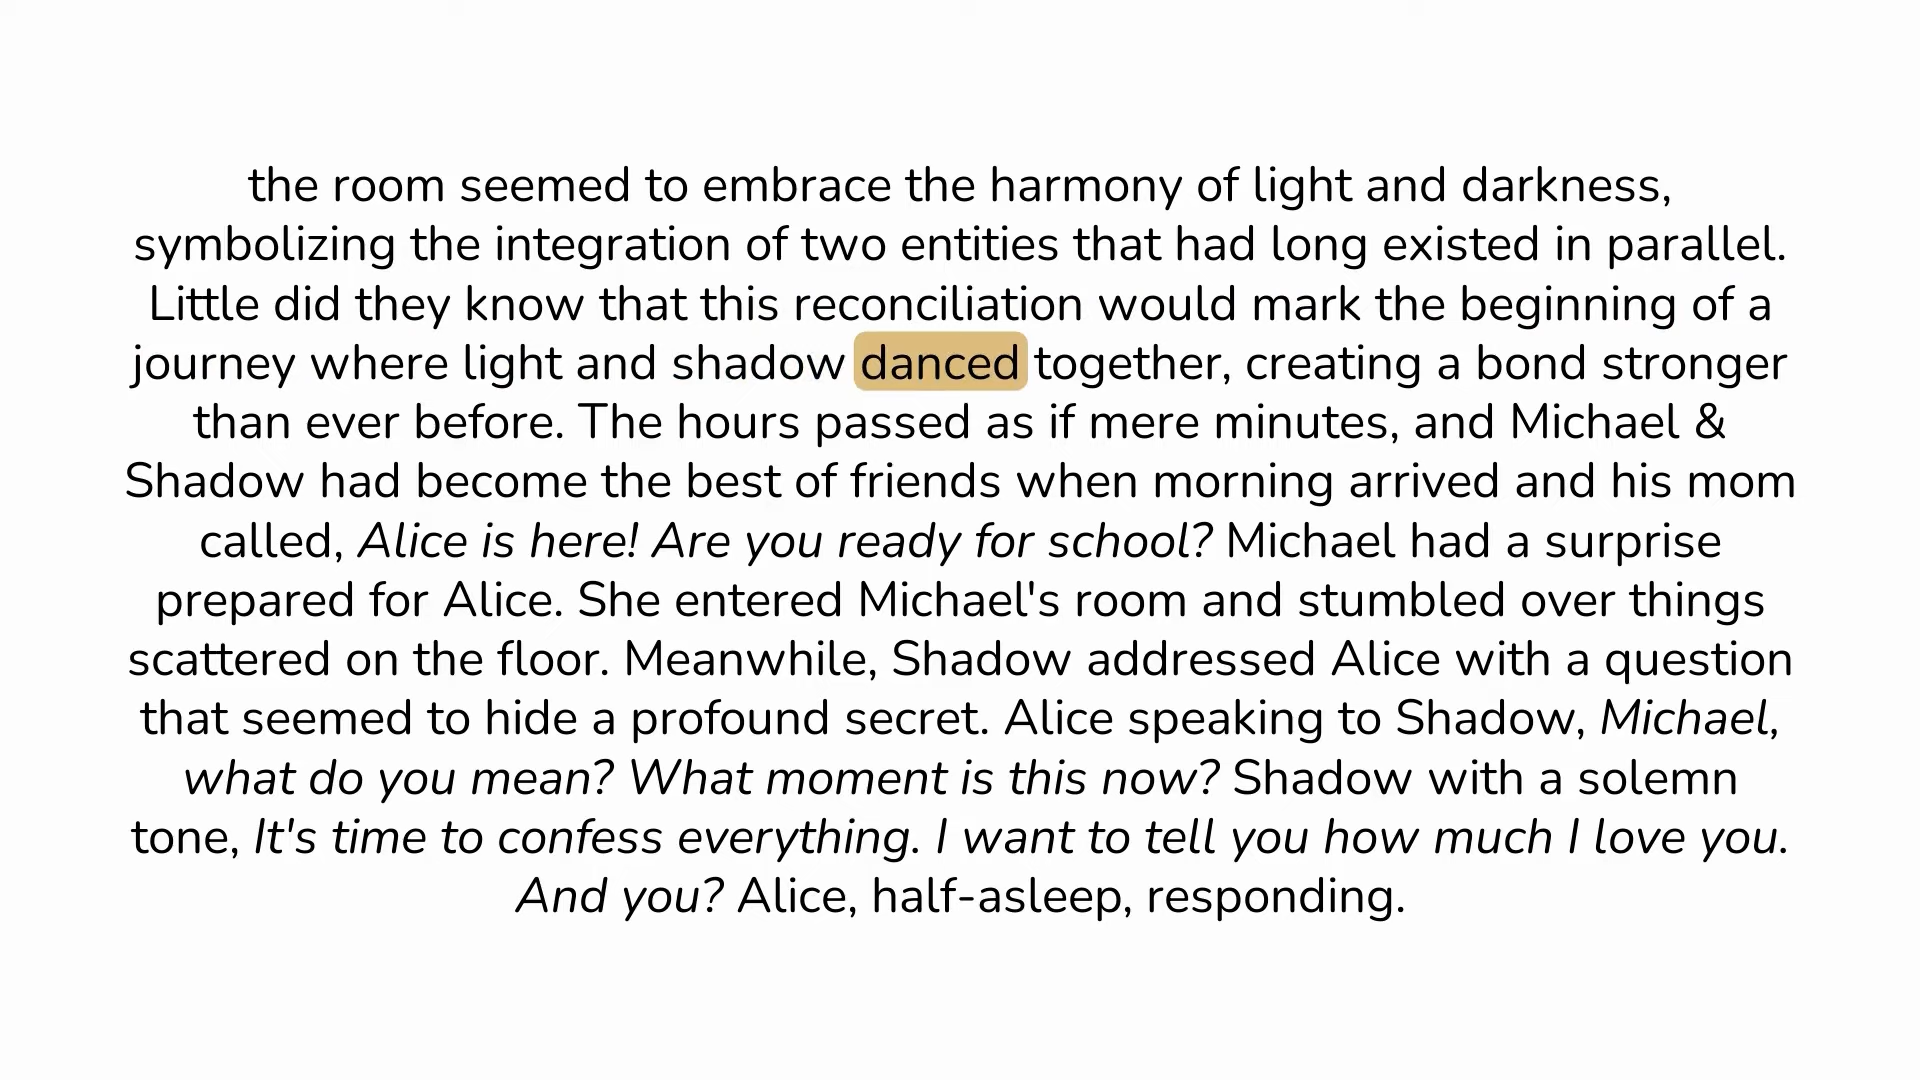 the room seemed to embrace the harmony of light and darkness,
symbolizing the integration of two entities that had long existed in parallel.
Little did they know that this reconciliation would mark the beginning of a
journey where light and shadow danced together, creating a bond stronger
than ever before. The hours passed as if mere minutes, and Michael &
Shadow had become the best of friends when morning arrived and his mom
called, Alice is here! Are you ready for school? Michael had a surprise
prepared for Alice. She entered Michael's room and stumbled over things
scattered on the floor. Meanwhile, Shadow addressed Alice with a question
that seemed to hide a profound secret. Alice speaking to Shadow, Michael,
what do you mean? What moment is this now? Shadow with a solemn
tone, It's time to confess everything. I want to tell you how much I love you.
And you? Alice, half-asleep, responding.